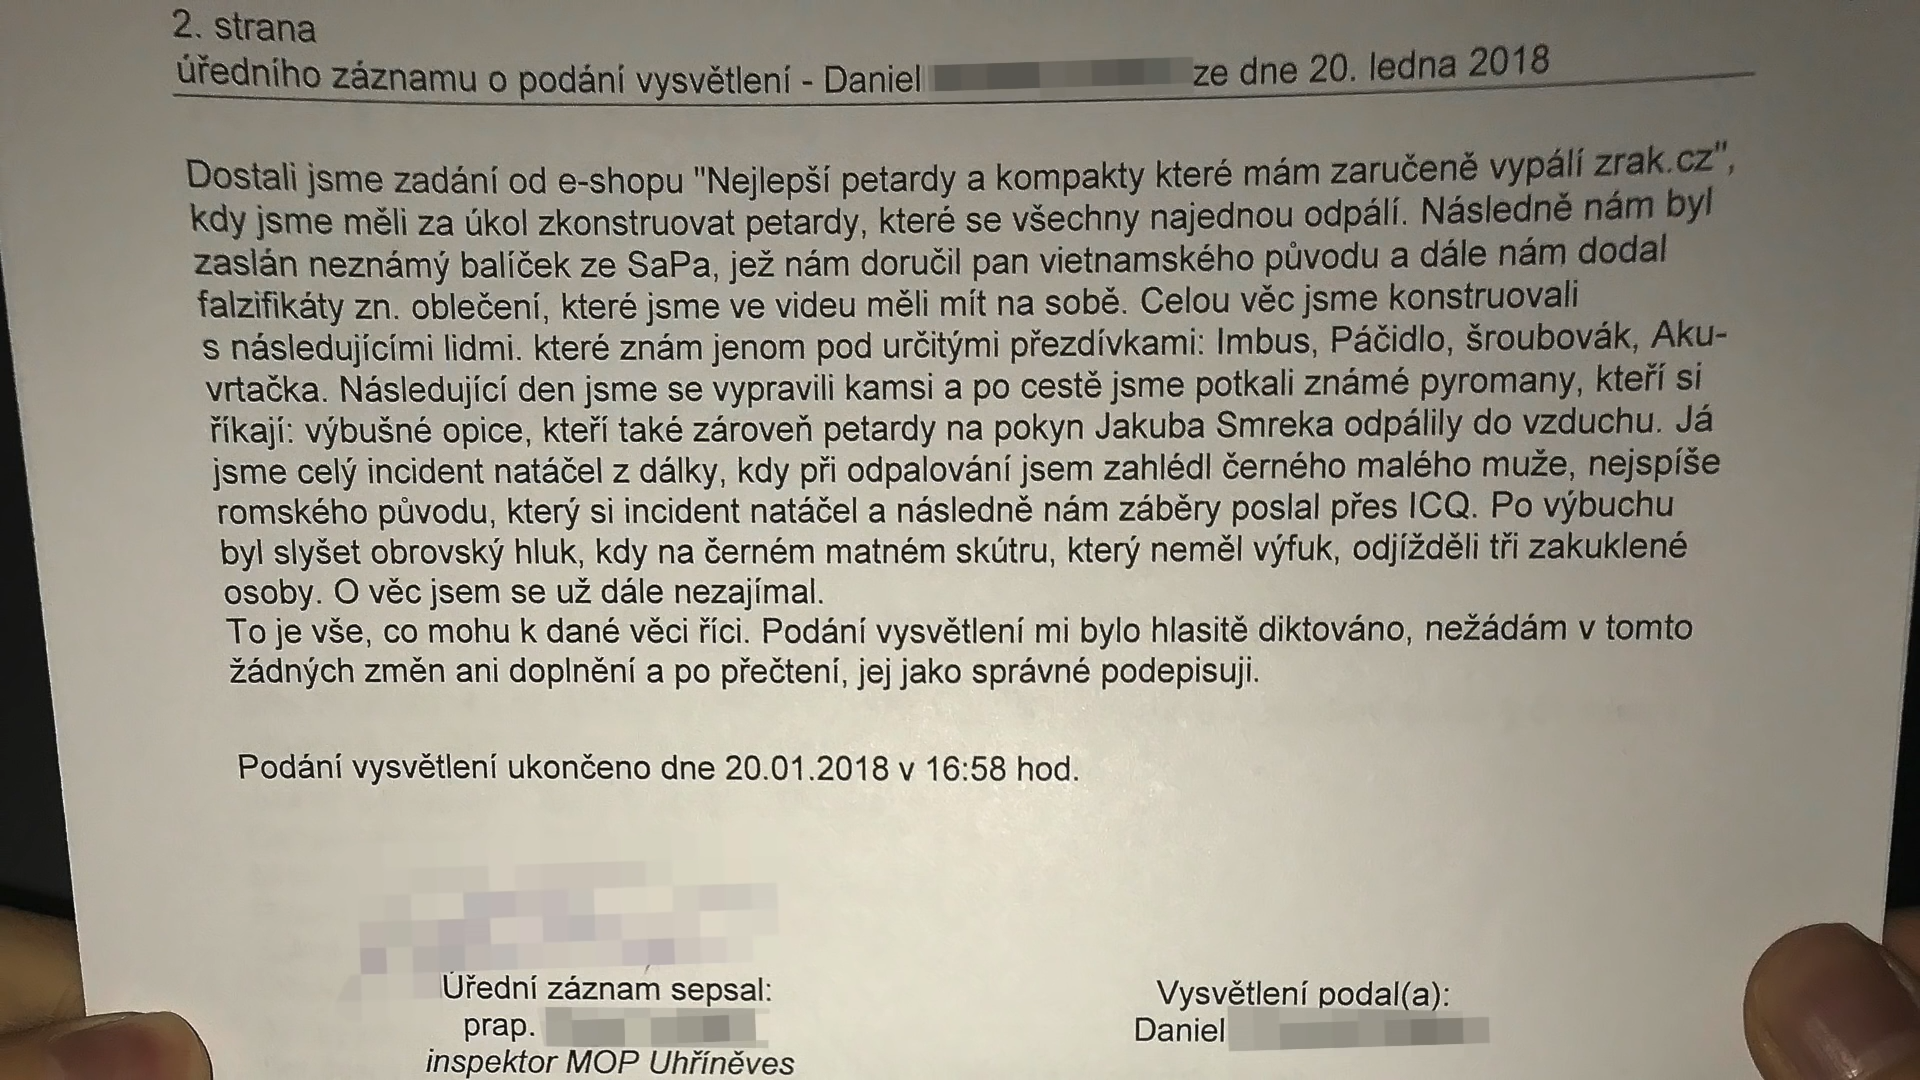 2. strana
úředního záznamu o podání vysvětlení - Daniel ze dne 20. ledna 2018
Dostali jsme zadání od e-shopu "Nejlepší petardy a kompakty které mám zaručeně vypálí zrak.cz",
kdy jsme měli za úkol zkonstruovat petardy, které se všechny najednou odpálí. Následně nám byl
zaslán neznámý balíček ze SaPa, jež nám doručil pan vietnamského původu a dále nám dodal
falzifikáty zn. oblečení, které jsme ve videu měli mít na sobě. Celou věc jsme konstruovali
s následujícími lidmi. které znám jenom pod určitými přezdívkami: Imbus, Páčidlo, šroubovák, Aku-
vrtačka. Následující den jsme se vypravili kamsi a po cestě jsme potkali známé pyromany, kteří si
říkají: výbušné opice, kteří také zároveň petardy na pokyn Jakuba Smreka odpálily do vzduchu. Já
jsme celý incident natáčel z dálky, kdy při odpalování jsem zahlédl černého malého muže, nejspíše
romského původu, který si incident natáčel a následně nám záběry poslal přes ICQ. Po výbuchu
byl slyšet obrovský hluk, kdy na černém matném skútru, který neměl výfuk, odjížděli tři zakuklené
osoby. O věc jsem se už dále nezajímal.
To je vše, co mohu k dané věci říci. Podání vysvětlení mi bylo hlasitě diktováno, nežádám v tomto
žádných změn ani doplnění a po přečtení, jej jako správné podepisuji.
Podání vysvětlení ukončeno dne 20.01.2018 v 16:58 hod.
Úřední záznam sepsal:
prap.
inspektor MOP Uhříněves
Vysvětlení podal(a):
Daniel